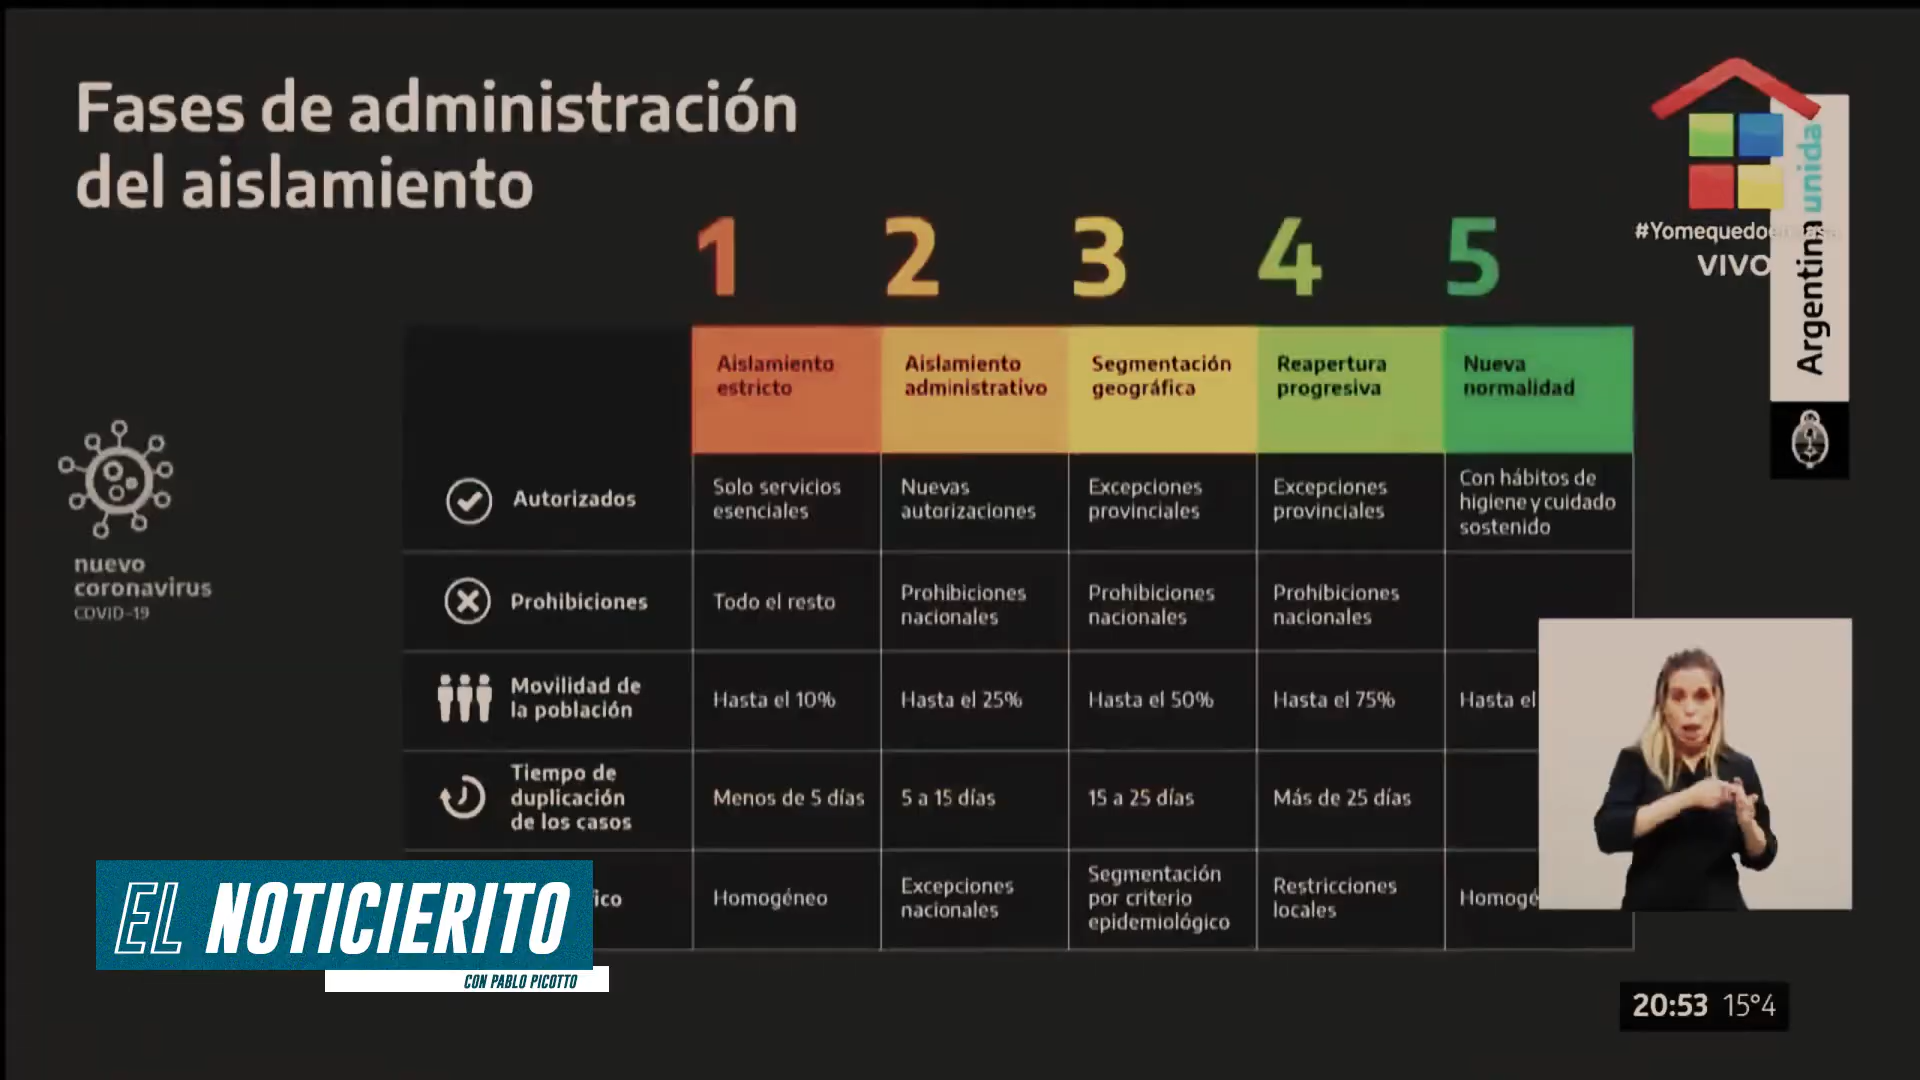 Fases de administración
del aislamiento
#Yomequedo
VIVO
Argentina unida
1 2 3 4 5
Aislamiento estricto
Aislamiento administrativo
Segmentación geográfica
Reapertura progresiva
Nueva normalidad
Autorizados
Solo servicios esenciales
Nuevas autorizaciones
Excepciones provinciales
Excepciones provinciales
Con hábitos de higiene y cuidado sostenido
Prohibiciones
Todo el resto
Prohibiciones nacionales
Prohibiciones nacionales
Prohibiciones nacionales
Movilidad de la población
Hasta el 10%
Hasta el 25%
Hasta el 50%
Hasta el 75%
Hasta el
Tiempo de duplicación de los casos
Menos de 5 días
5 a 15 días
15 a 25 días
Más de 25 días
ico
Homogéneo
Excepciones nacionales
Segmentación por criterio epidemiológico
Restricciones locales
Homogé
nuevo
coronavirus
COVID-19
EL NOTICIERITO
CON PABLO PICOTTO
20:53 15°4